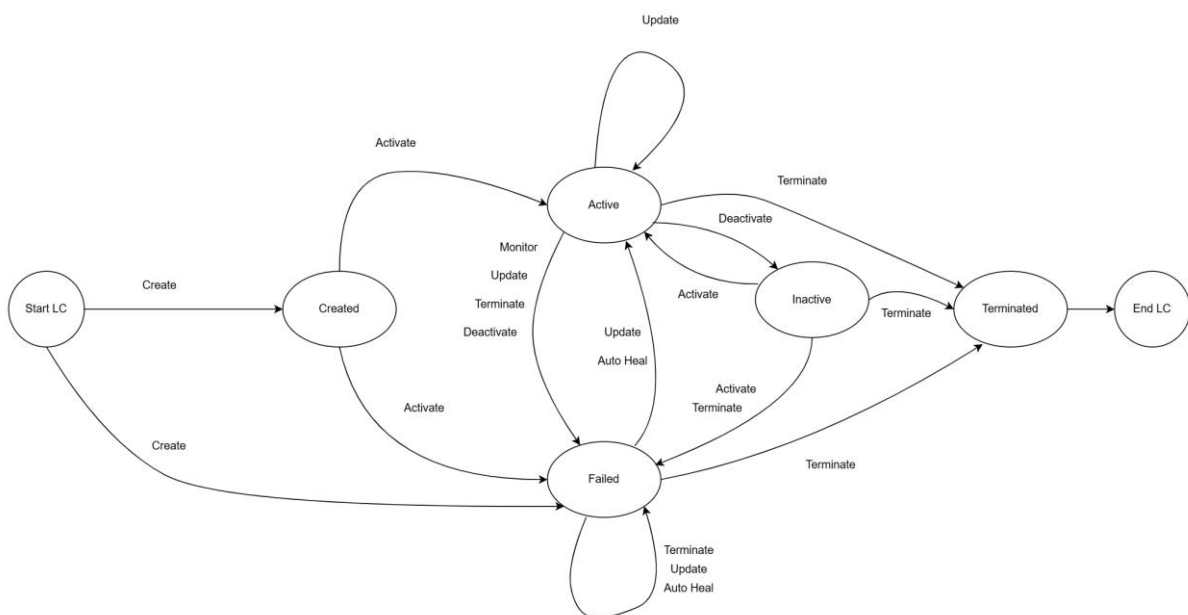 Update
Activate
Active
Terminate
Deactivate
Monitor
Update
Terminate
Deactivate
Create
Start LC
Created
Activate
Inactive
Terminate
Terminated
End LC
Update
Auto Heal
Activate
Terminate
Activate
Create
Failed
Terminate
Terminate
Update
Auto Heal